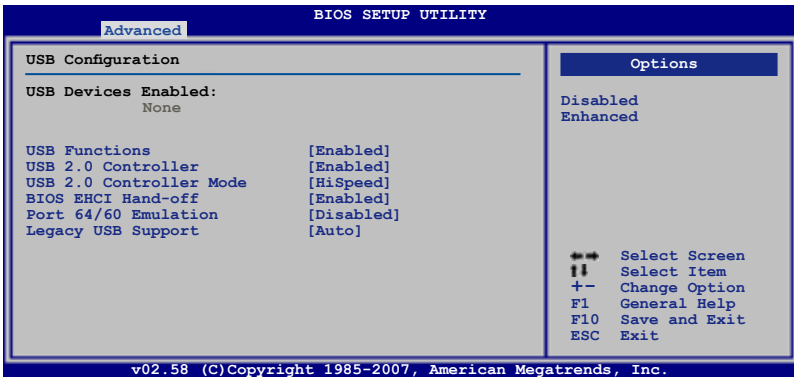 BIOS SETUP UTILITY
Advanced
USB Configuration
USB Devices Enabled:
None
USB Functions [Enabled]
USB 2.0 Controller [Enabled]
USB 2.0 Controller Mode [HiSpeed]
BIOS EHCI Hand-off [Enabled]
Port 64/60 Emulation [Disabled]
Legacy USB Support [Auto]
Options
Disabled
Enhanced
←→ Select Screen
↑↓ Select Item
+- Change Option
F1 General Help
F10 Save and Exit
ESC Exit
v02.58 (C)Copyright 1985-2007, American Megatrends, Inc.